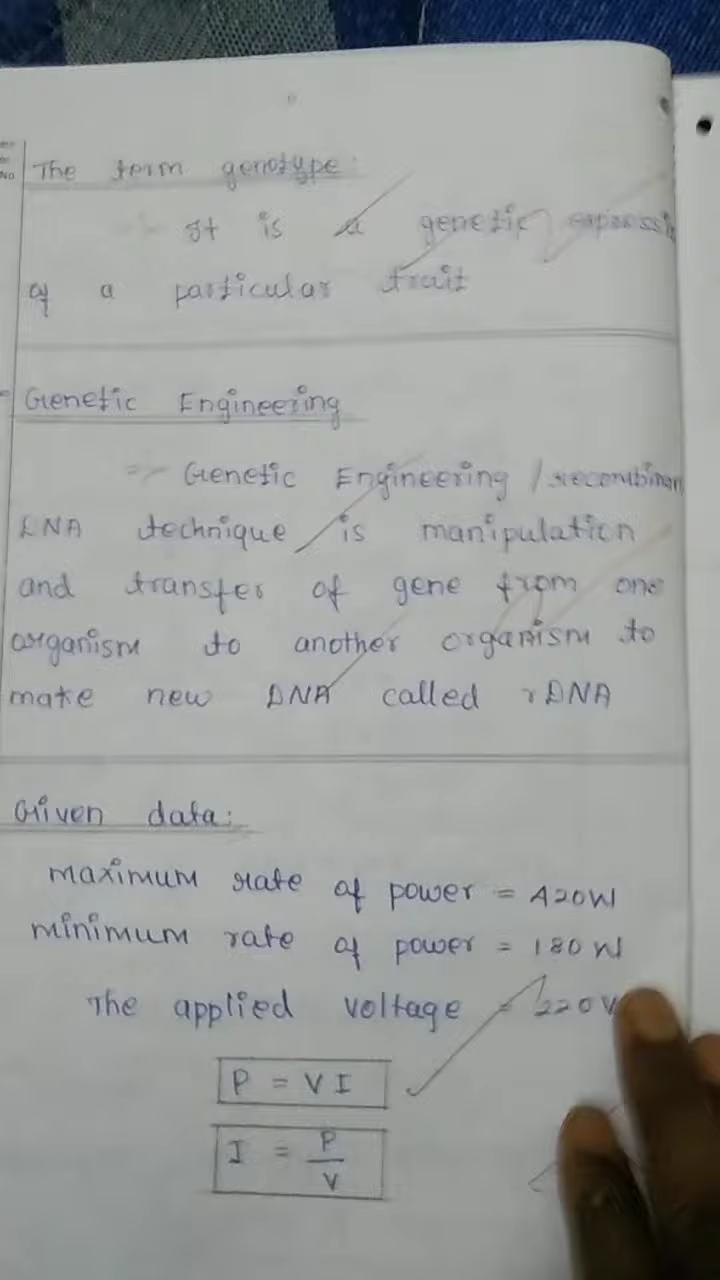 The term genotype:
It is a genetic expressi
of a particular trait
Genetic Engineering
Genetic Engineering / recombinan
DNA technique is manipulation
and transfer of gene from one
organism to another organism to
make new DNA called rDNA
Given data:
maximum rate of power = 420W
minimum rate of power = 180 W
The applied voltage = 220V
P = VI
I = P/V